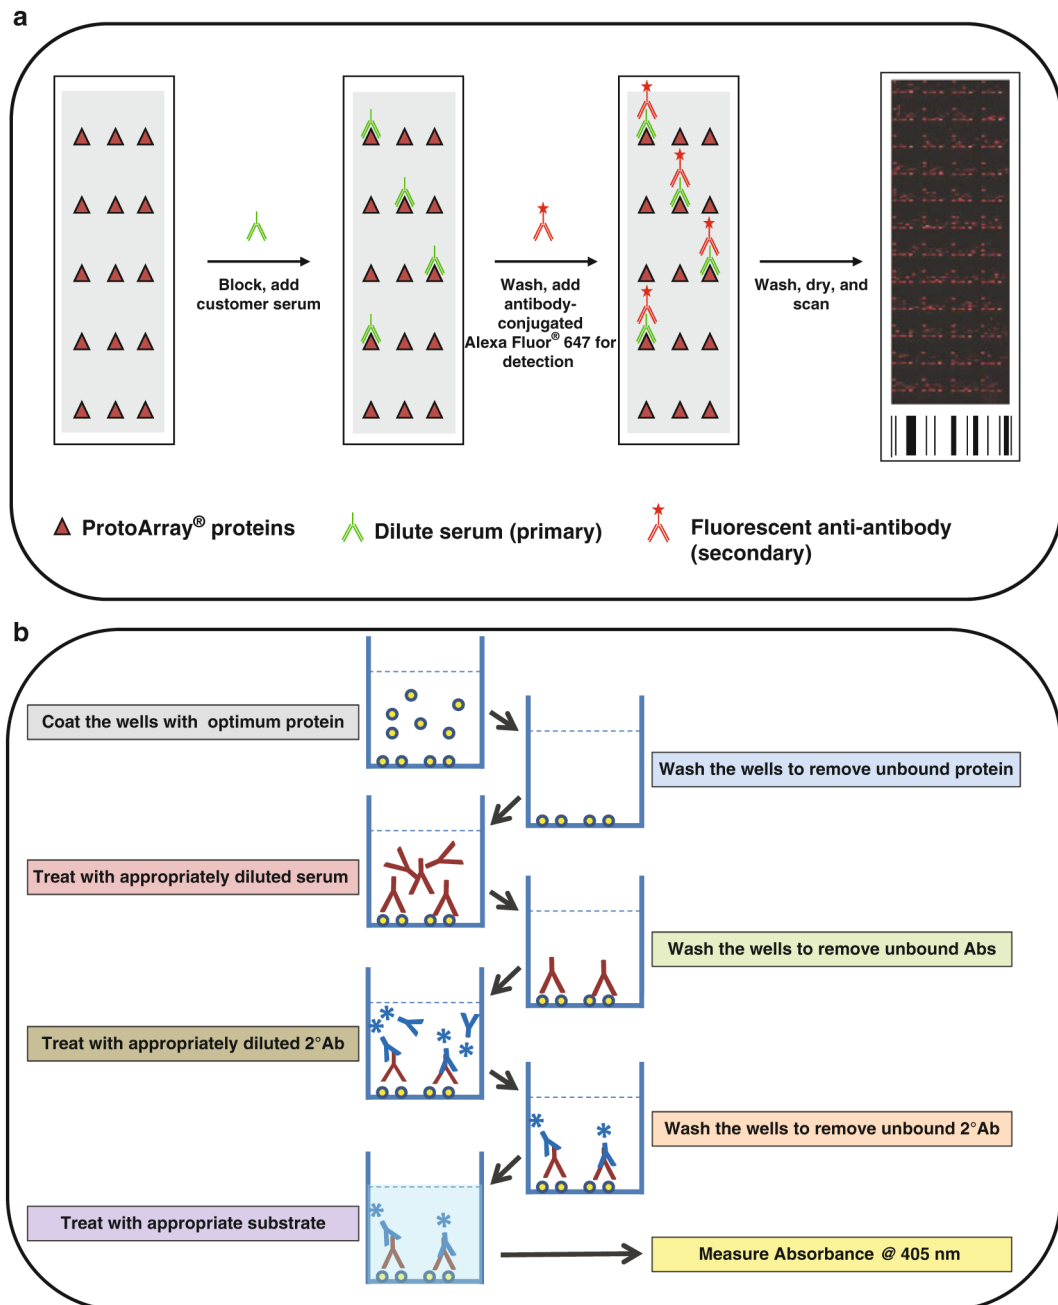 a
Block, add
customer serum
Wash, add
antibody-
conjugated
Alexa Fluor® 647 for
detection
Wash, dry, and
scan
ProtoArray® proteins
Dilute serum (primary)
Fluorescent anti-antibody
(secondary)
b
Coat the wells with optimum protein
Wash the wells to remove unbound protein
Treat with appropriately diluted serum
Wash the wells to remove unbound Abs
Treat with appropriately diluted 2°Ab
Wash the wells to remove unbound 2°Ab
Treat with appropriate substrate
Measure Absorbance @ 405 nm